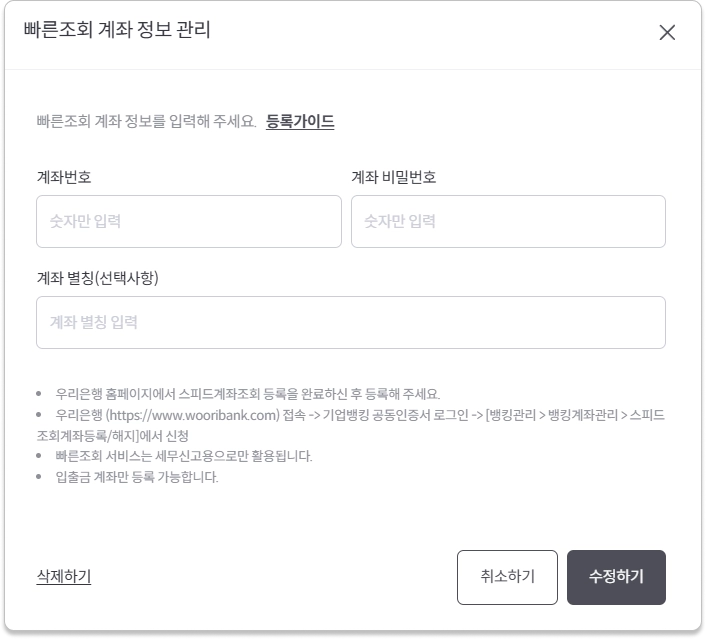 빠른조회 계좌 정보 관리
빠른조회 계좌 정보를 입력해 주세요. 등록가이드
계좌번호 계좌 비밀번호
숫자만 입력 숫자만 입력
계좌 별칭(선택사항)
계좌 별칭 입력
• 우리은행 홈페이지에서 스피드계좌조회 등록을 완료하신 후 등록해 주세요.
• 우리은행 (https://www.wooribank.com) 접속 -> 기업뱅킹 공동인증서 로그인 -> [뱅킹관리 > 뱅킹계좌관리 > 스피드
조회계좌등록/해지]에서 신청
• 빠른조회 서비스는 세무신고용으로만 활용됩니다.
• 입출금 계좌만 등록 가능합니다.
삭제하기 취소하기 수정하기